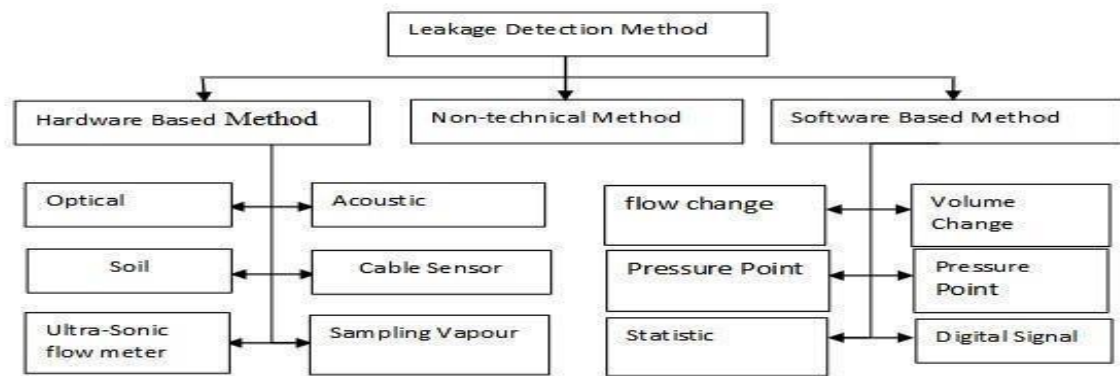 Leakage Detection Method
Hardware Based Method
Non-technical Method
Software Based Method
Optical
Acoustic
flow change
Volume
Change
Soil
Cable Sensor
Pressure Point
Pressure
Point
Ultra-Sonic
flow meter
Sampling Vapour
Statistic
Digital Signal